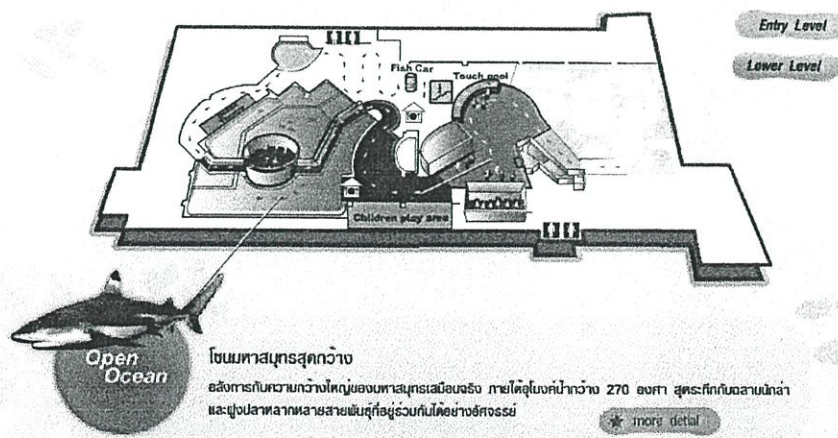 Entry Level
Lower Level
Fish Car
Touch pool
Children play area
Open
Ocean
โซนมหาสมุทรสุดกว้าง
อลังการกับความกว้างใหญ่ของมหาสมุทรเสมือนจริง ภายใต้อุโมงค์น้ำกว้าง 270 องศา สุดระทึกกับฉลามนักล่า
และฝูงปลาหลากหลายสายพันธุ์ที่อยู่ร่วมกันได้อย่างอัศจรรย์
more detial